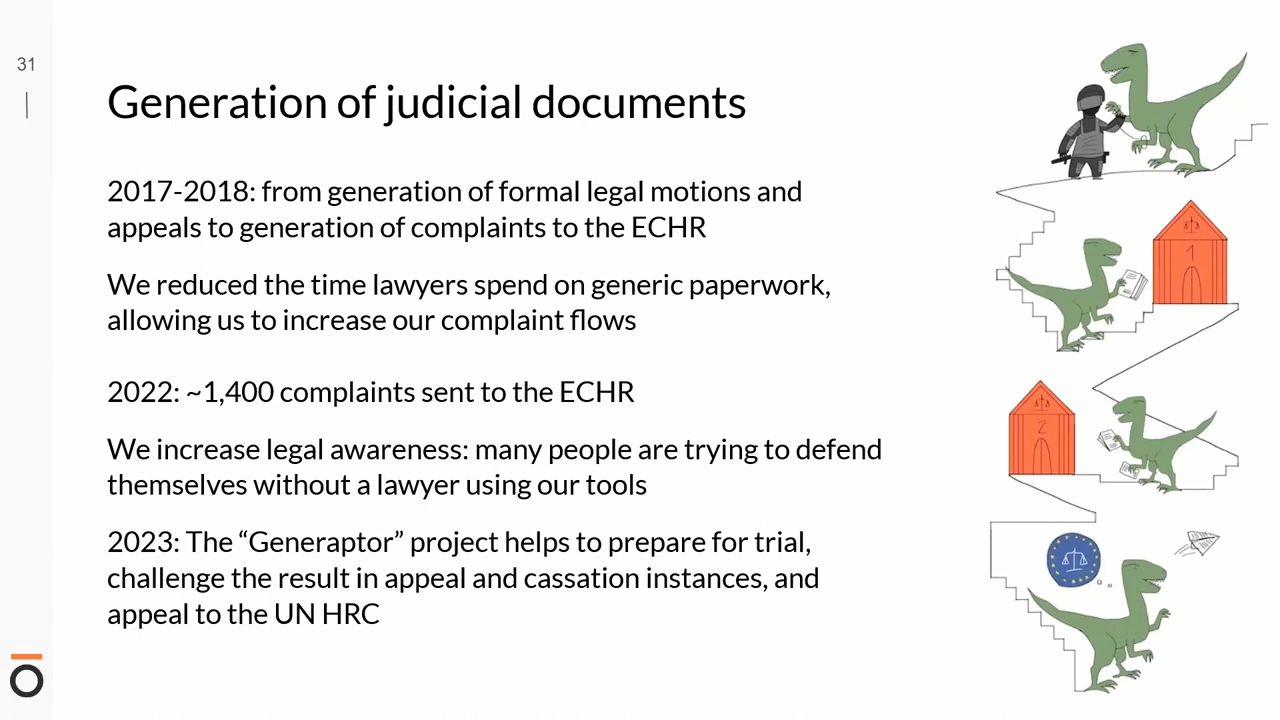 31
Generation of judicial documents
2017-2018: from generation of formal legal motions and
appeals to generation of complaints to the ECHR
We reduced the time lawyers spend on generic paperwork,
allowing us to increase our complaint flows
2022: ~1,400 complaints sent to the ECHR
We increase legal awareness: many people are trying to defend
themselves without a lawyer using our tools
2023: The “Generaptor” project helps to prepare for trial,
challenge the result in appeal and cassation instances, and
appeal to the UN HRC
1
2